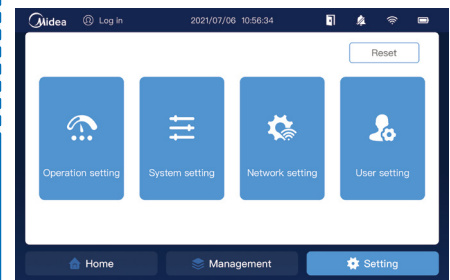 Midea Log in 2021/07/06 10:56:34
Reset
Operation setting System setting Network setting User setting
Home Management Setting